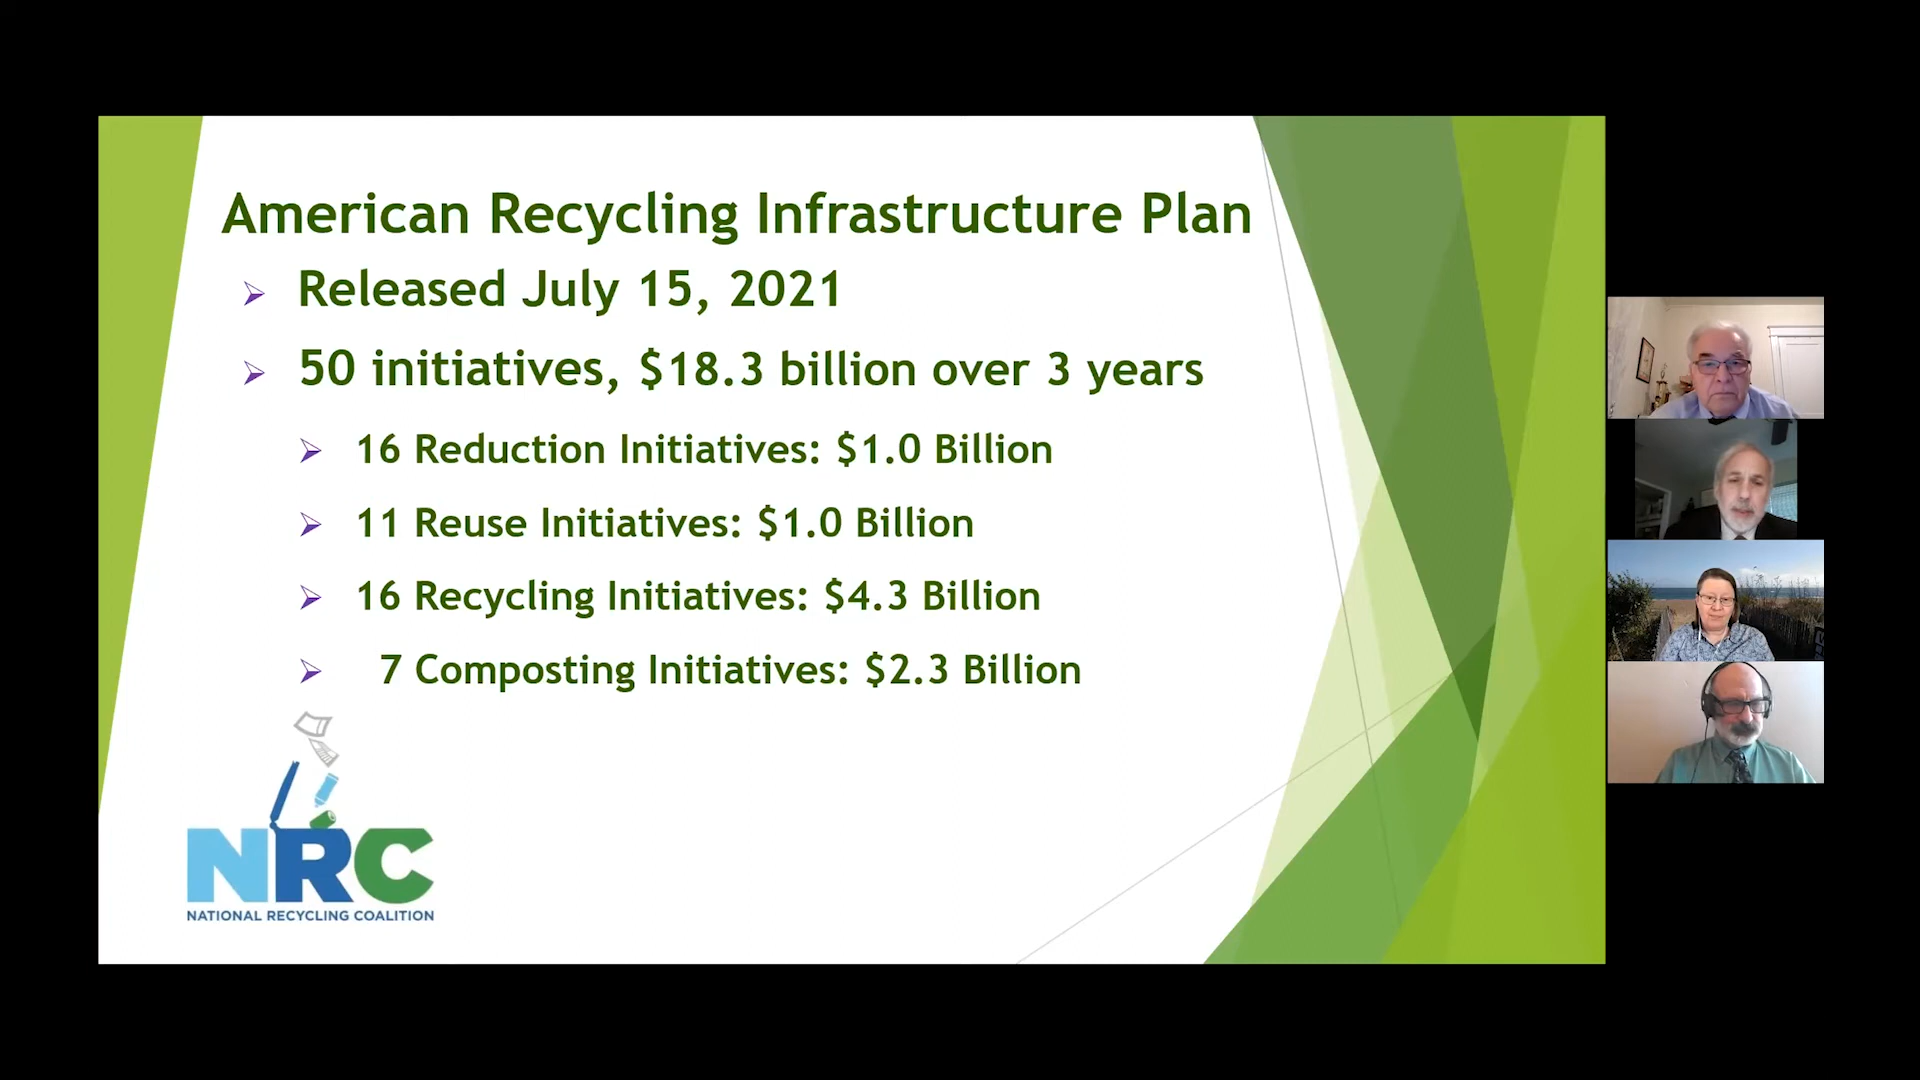 American Recycling Infrastructure Plan
Released July 15, 2021
50 initiatives, $18.3 billion over 3 years
16 Reduction Initiatives: $1.0 Billion
11 Reuse Initiatives: $1.0 Billion
16 Recycling Initiatives: $4.3 Billion
7 Composting Initiatives: $2.3 Billion
NRC
NATIONAL RECYCLING COALITION